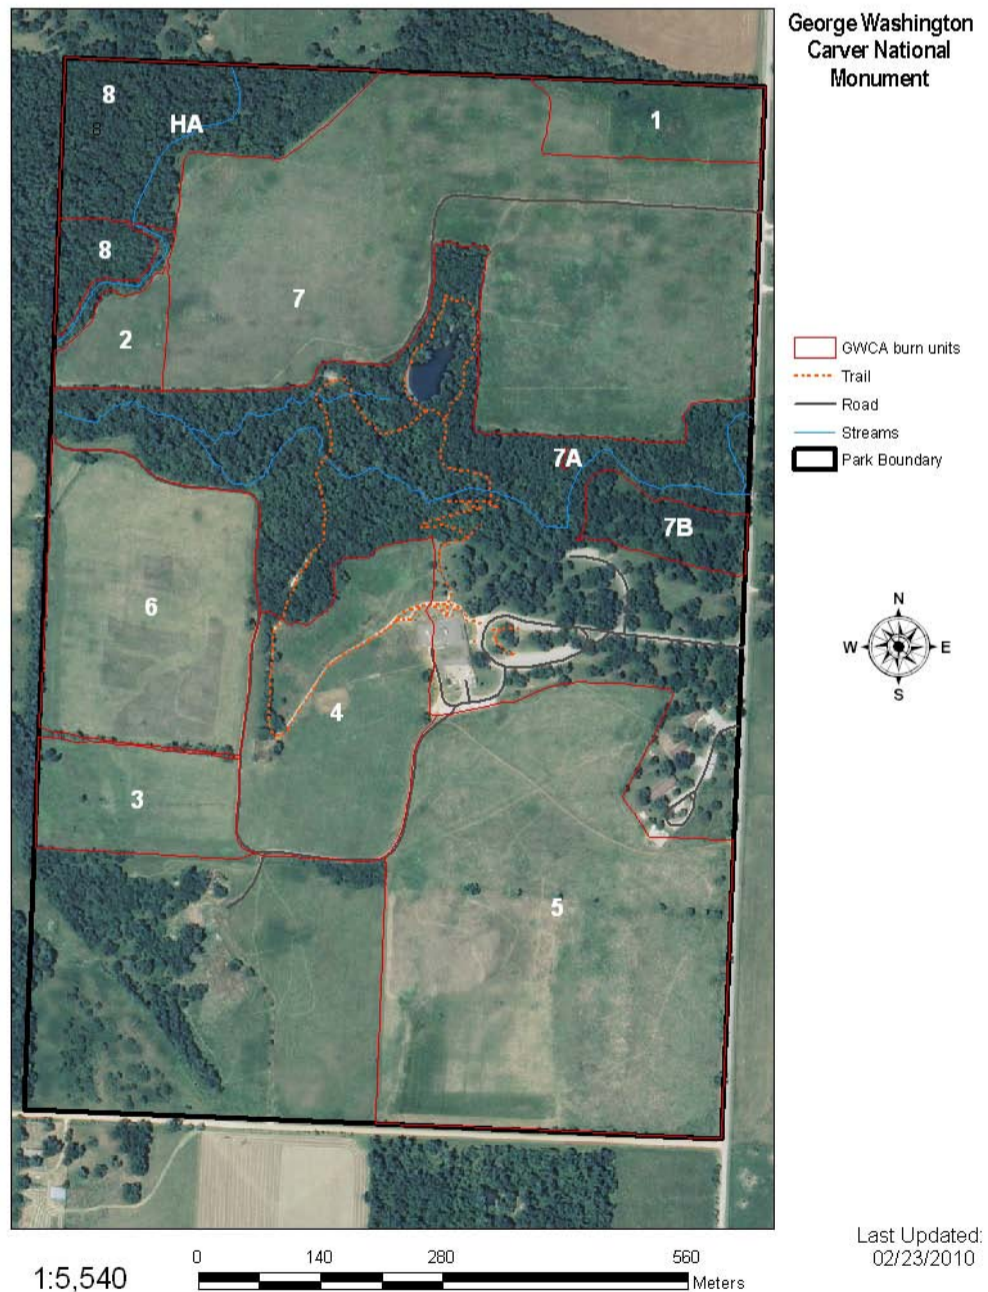 George Washington
Carver National
Monument
8
HA
1
8
7
2
7A
7B
6
4
3
5
GWCA burn units
Trail
Road
Streams
Park Boundary
N
W
E
S
Last Updated:
02/23/2010
1:5,540
0
140
280
560
Meters